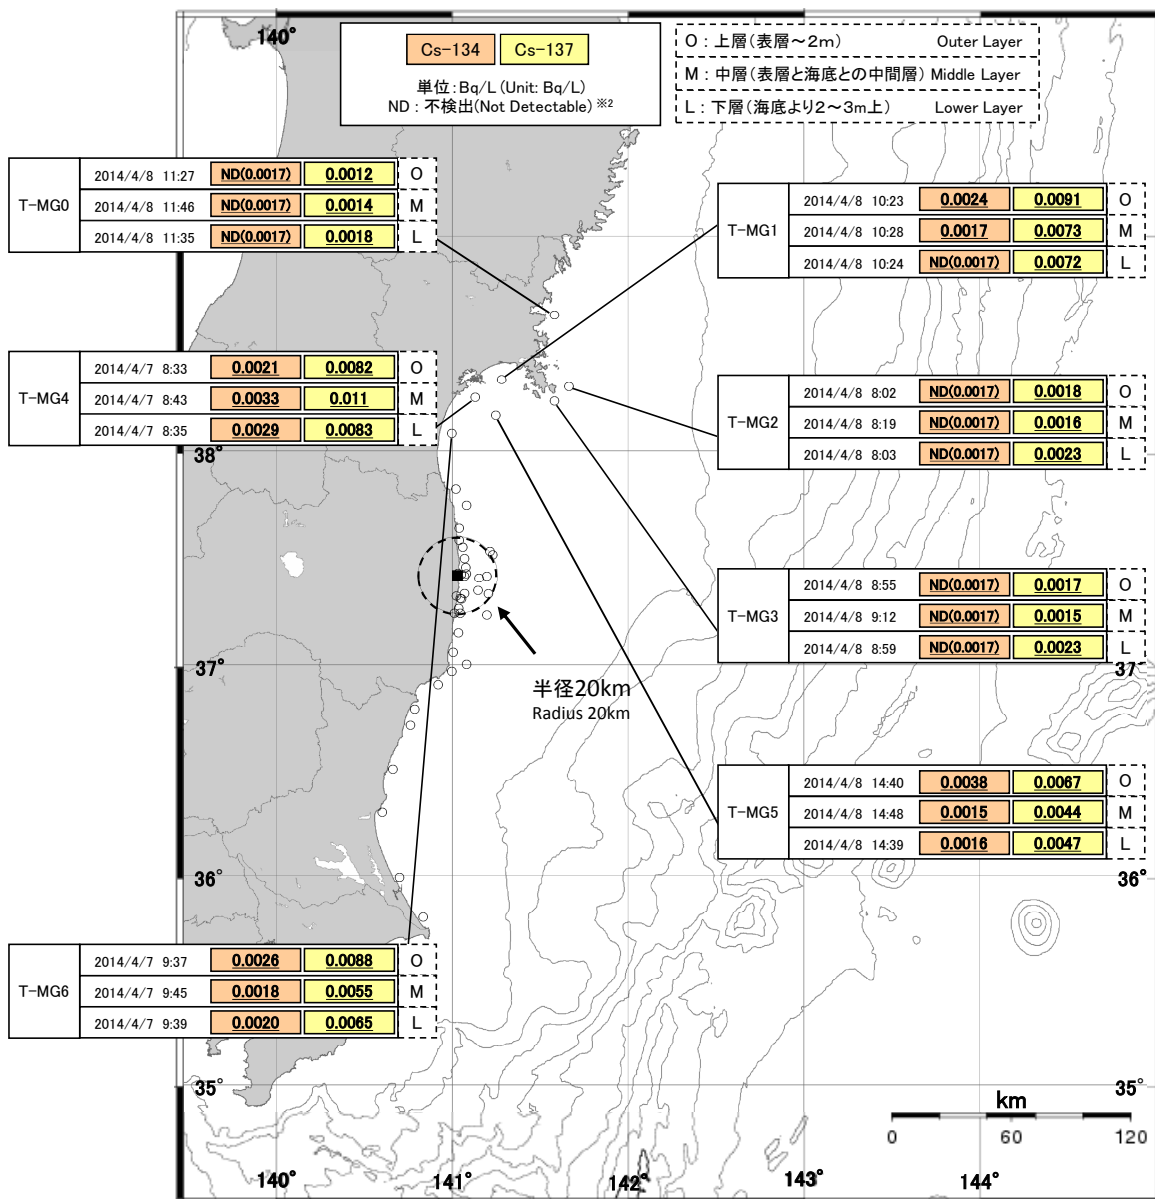 140°
Cs-134 Cs-137
単位:Bq/L (Unit: Bq/L)
ND : 不検出(Not Detectable) ※2
O : 上層(表層～2m) Outer Layer
M : 中層(表層と海底との中間層) Middle Layer
L : 下層(海底より2～3m上) Lower Layer
T-MG0
2014/4/8 11:27 ND(0.0017) 0.0012 O
2014/4/8 11:46 ND(0.0017) 0.0014 M
2014/4/8 11:35 ND(0.0017) 0.0018 L
T-MG1
2014/4/8 10:23 0.0024 0.0091 O
2014/4/8 10:28 0.0017 0.0073 M
2014/4/8 10:24 ND(0.0017) 0.0072 L
T-MG4
2014/4/7 8:33 0.0021 0.0082 O
2014/4/7 8:43 0.0033 0.011 M
2014/4/7 8:35 0.0029 0.0083 L
T-MG2
2014/4/8 8:02 ND(0.0017) 0.0018 O
2014/4/8 8:19 ND(0.0017) 0.0016 M
2014/4/8 8:03 ND(0.0017) 0.0023 L
38°
T-MG3
2014/4/8 8:55 ND(0.0017) 0.0017 O
2014/4/8 9:12 ND(0.0017) 0.0015 M
2014/4/8 8:59 ND(0.0017) 0.0023 L
37° 37°
半径20km
Radius 20km
T-MG5
2014/4/8 14:40 0.0038 0.0067 O
2014/4/8 14:48 0.0015 0.0044 M
2014/4/8 14:39 0.0016 0.0047 L
36° 36°
T-MG6
2014/4/7 9:37 0.0026 0.0088 O
2014/4/7 9:45 0.0018 0.0055 M
2014/4/7 9:39 0.0020 0.0065 L
35° 35°
km
0 60 120
140° 141° 142° 143° 144°